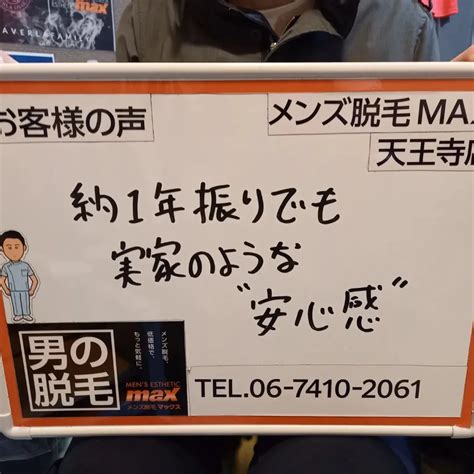 max
お客様の声
メンズ脱毛 MAX
天王寺店
約1年振りでも
実家のような
"安心感"
男の
脱毛
メンズ脱毛、
低価格で、
もっと気軽に。
MEN'S ESTHETIC
max
メンズ脱毛 マックス
TEL.06-7410-2061